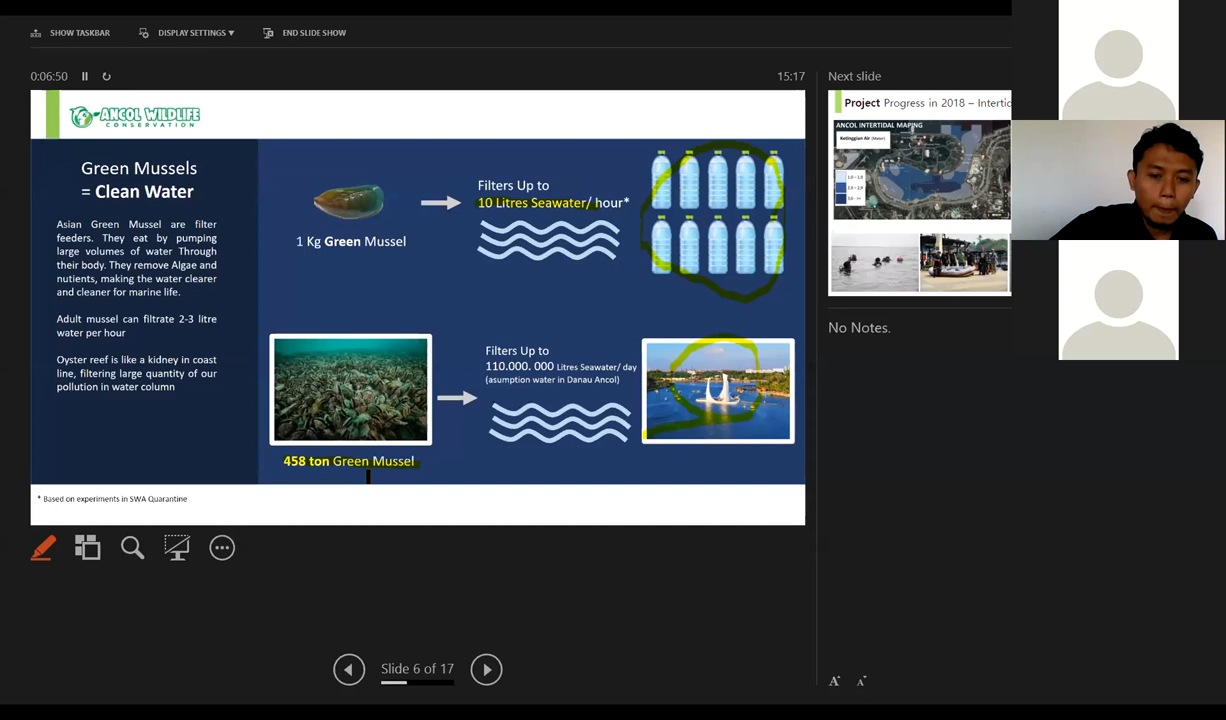 SHOW TASKBAR
DISPLAY SETTINGS ▼
END SLIDE SHOW
0:06:50
15:17
Next slide
ANCOL WILDLIFE
CONSERVATION
Green Mussels
= Clean Water
Asian Green Mussel are filter
feeders. They eat by pumping
large volumes of water Through
their body. They remove Algae and
nutients, making the water clearer
and cleaner for marine life.
Adult mussel can filtrate 2-3 litre
water per hour
Oyster reef is like a kidney in coast
line, filtering large quantity of our
pollution in water column
1 Kg Green Mussel
Filters Up to
10 Litres Seawater/ hour*
458 ton Green Mussel
Filters Up to
110.000. 000 Litres Seawater/ day
(asumption water in Danau Ancol)
* Based on experiments in SWA Quarantine
Project Progress in 2018 – Intertic
ANCOL INTERTIDAL MAPING
Ketinggian Air (Meter)
No Notes.
Slide 6 of 17
A A